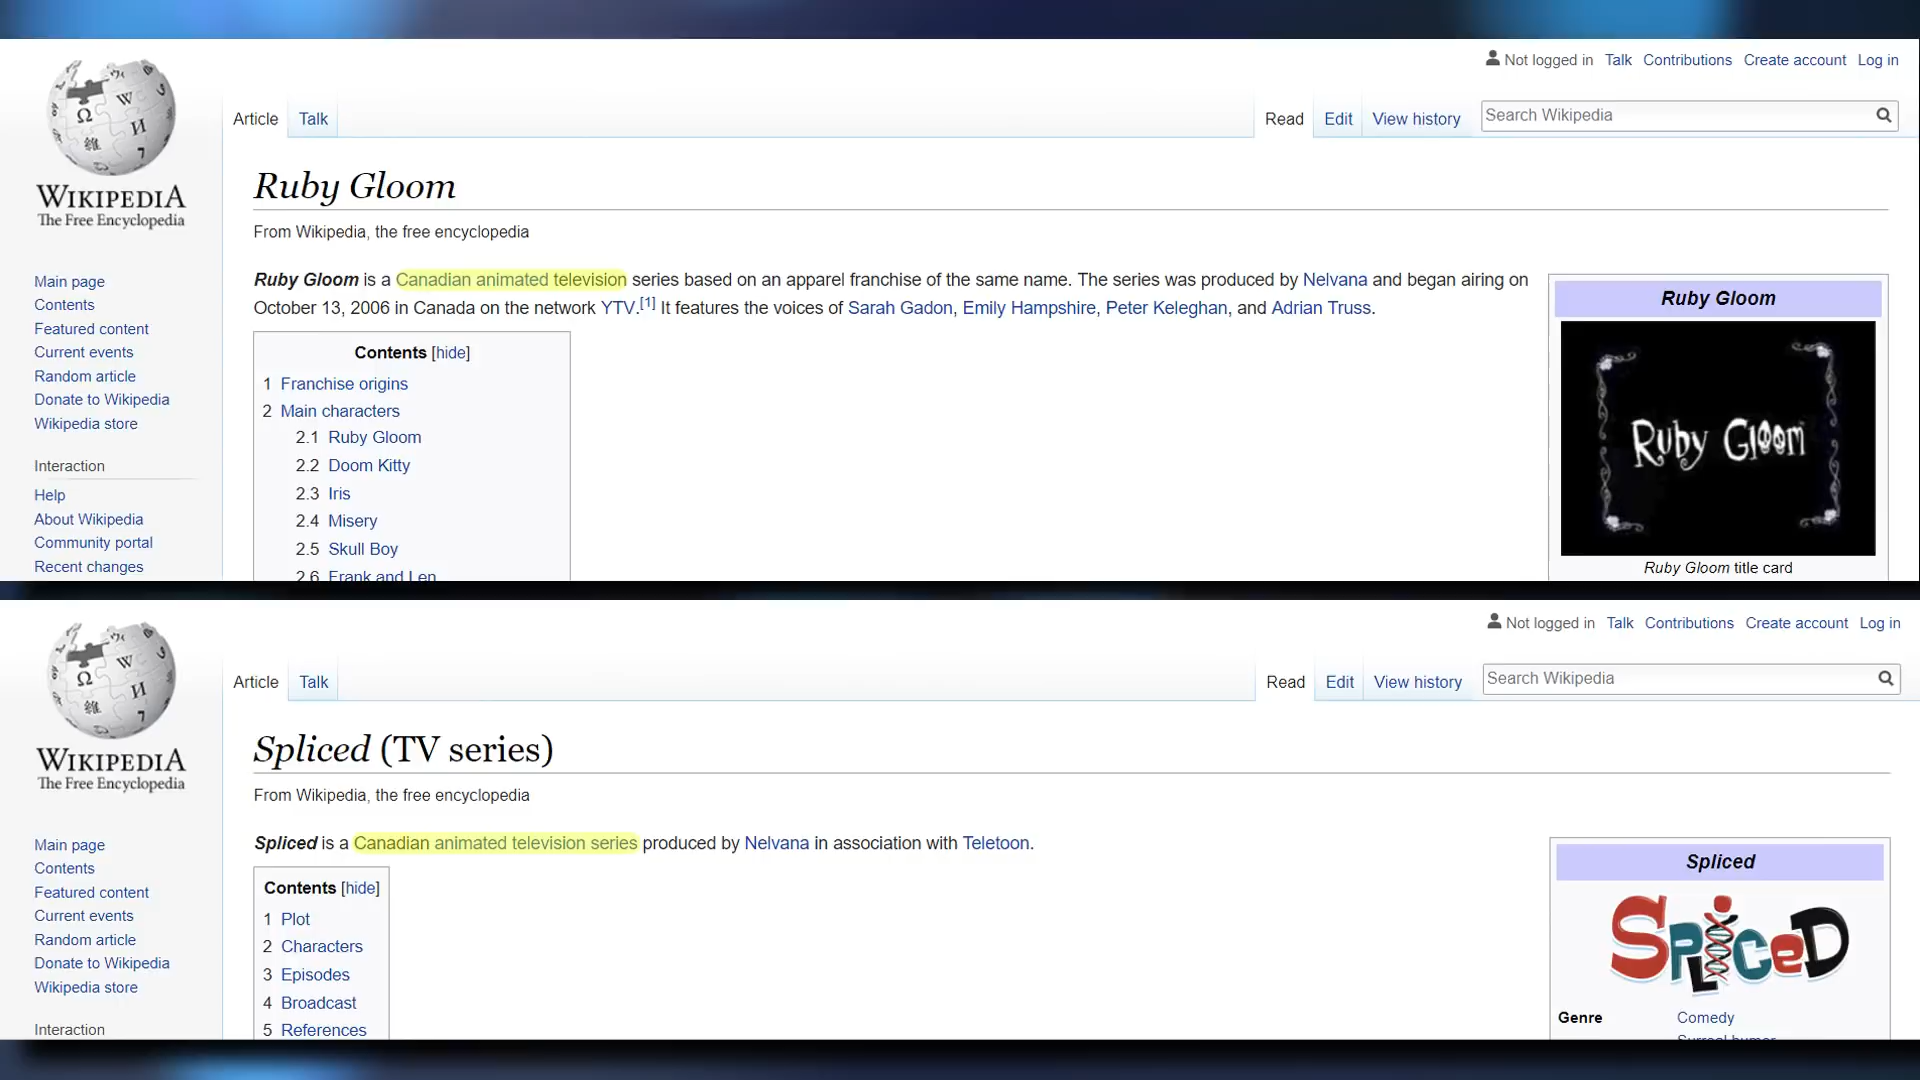 Not logged in Talk Contributions Create account Log in
Article Talk Read Edit View history Search Wikipedia
WIKIPEDIA
The Free Encyclopedia
Ruby Gloom
From Wikipedia, the free encyclopedia
Ruby Gloom is a Canadian animated television series based on an apparel franchise of the same name. The series was produced by Nelvana and began airing on
October 13, 2006 in Canada on the network YTV.[1] It features the voices of Sarah Gadon, Emily Hampshire, Peter Keleghan, and Adrian Truss.
Main page
Contents
Featured content
Current events
Random article
Donate to Wikipedia
Wikipedia store
Interaction
Help
About Wikipedia
Community portal
Recent changes
Contents [hide]
1 Franchise origins
2 Main characters
2.1 Ruby Gloom
2.2 Doom Kitty
2.3 Iris
2.4 Misery
2.5 Skull Boy
2.6 Frank and Len
Ruby Gloom
Ruby Gloom
Ruby Gloom title card
Not logged in Talk Contributions Create account Log in
Article Talk Read Edit View history Search Wikipedia
WIKIPEDIA
The Free Encyclopedia
Spliced (TV series)
From Wikipedia, the free encyclopedia
Spliced is a Canadian animated television series produced by Nelvana in association with Teletoon.
Main page
Contents
Featured content
Current events
Random article
Donate to Wikipedia
Wikipedia store
Interaction
Contents [hide]
1 Plot
2 Characters
3 Episodes
4 Broadcast
5 References
Spliced
SPLICED
Genre Comedy
Surreal humor